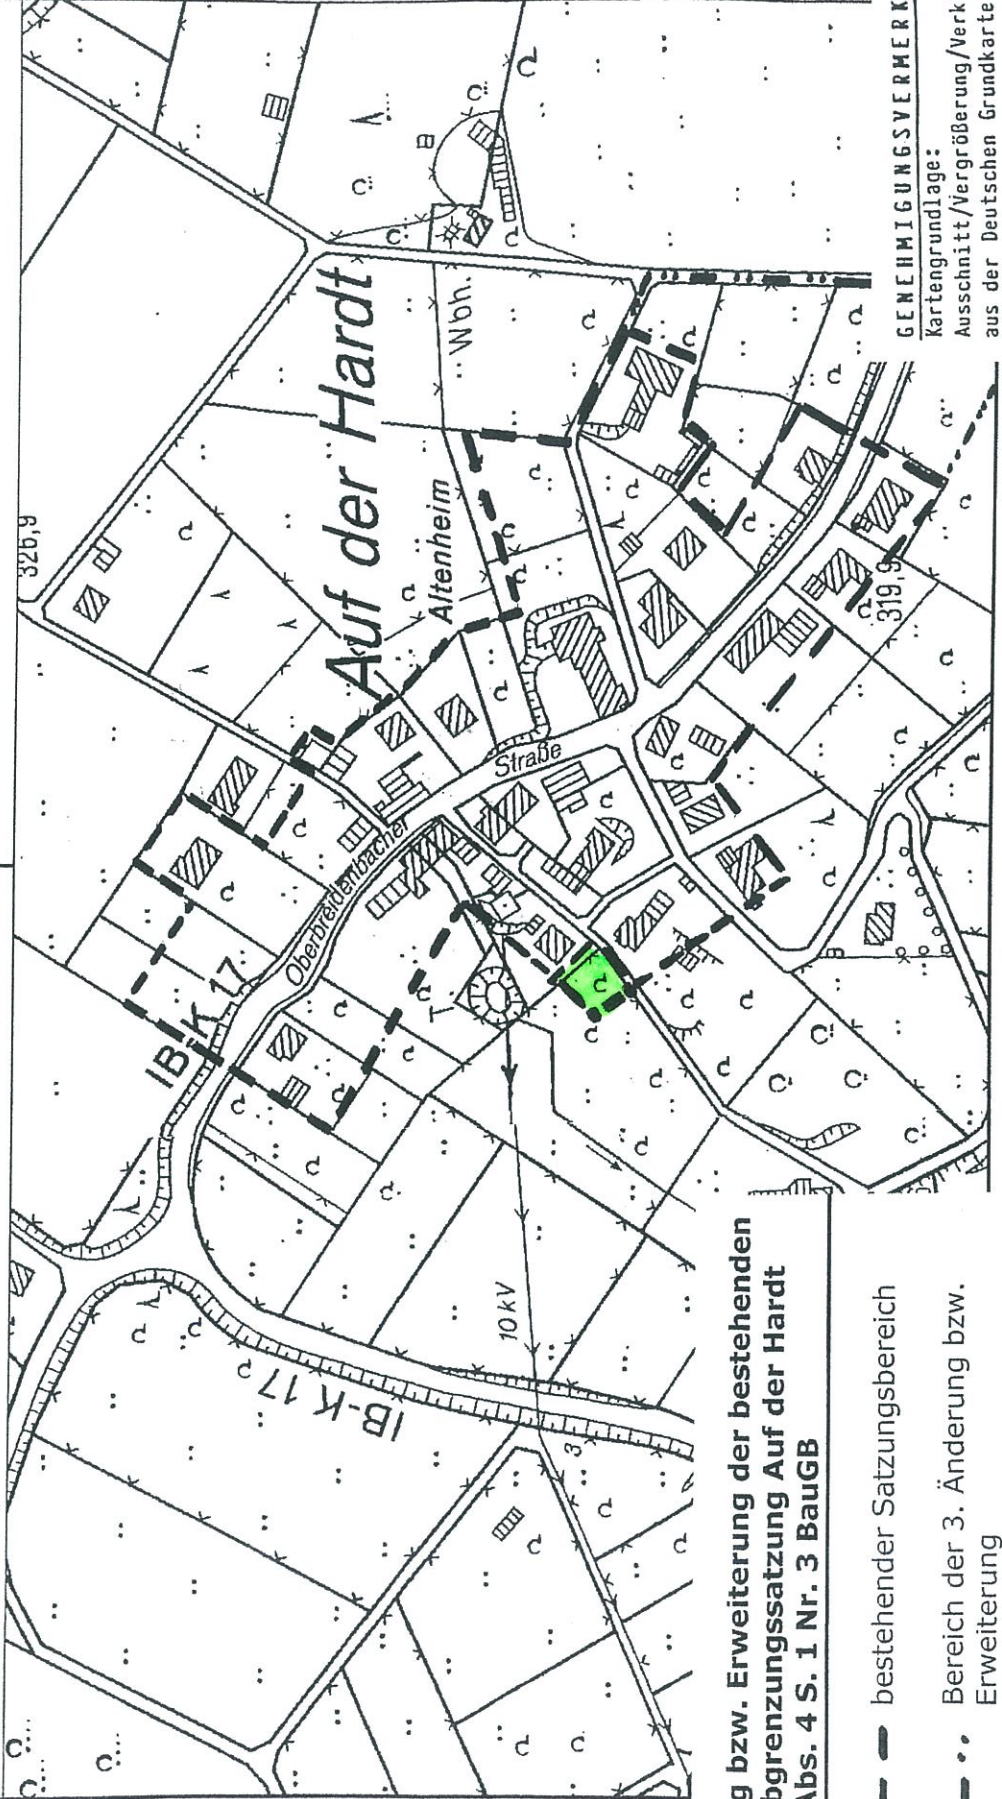 GENEHMIGUNGSVERMERK
Kartengrundlage:
Ausschnitt/Vergrößerung/Verk
aus der Deutschen Grundkarte
326,9
Auf der Hardt
Altenheim
Wbh.
319,9
Straße
Oberbreidenbacher
IB-K 17
IB-K 17
10 kV
3
g bzw. Erweiterung der bestehenden
bgrenzungssatzung Auf der Hardt
Abs. 4 S. 1 Nr. 3 BauGB
bestehender Satzungsbereich
Bereich der 3. Änderung bzw.
Erweiterung